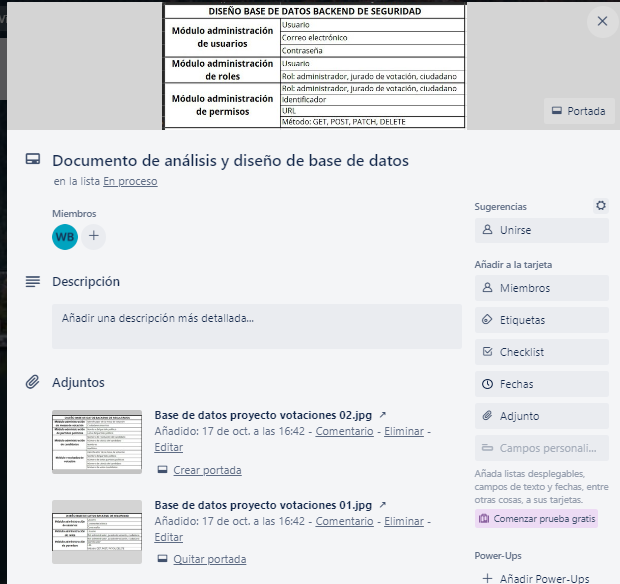 DISEÑO BASE DE DATOS BACKEND DE SEGURIDAD
Módulo administración
de usuarios
Usuario
Correo electrónico
Contraseña
Módulo administración
de roles
Usuario
Rol: administrador, jurado de votación, ciudadano
Módulo administración
de permisos
Rol: administrador, jurado de votación, ciudadano
Identificador
URL
Método: GET, POST, PATCH, DELETE
Portada
Documento de análisis y diseño de base de datos
en la lista En proceso
Miembros
WB
Descripción
Añadir una descripción más detallada...
Adjuntos
Base de datos proyecto votaciones 02.jpg ↗
Añadido: 17 de oct. a las 16:42 - Comentario - Eliminar -
Editar
Crear portada
Base de datos proyecto votaciones 01.jpg ↗
Añadido: 17 de oct. a las 16:42 - Comentario - Eliminar -
Editar
Quitar portada
Sugerencias
Unirse
Añadir a la tarjeta
Miembros
Etiquetas
Checklist
Fechas
Adjunto
Campos personali...
Añada listas desplegables,
campos de texto y fechas, entre
otras cosas, a sus tarjetas.
Comenzar prueba gratis
Power-Ups
Añadir Power-Ups